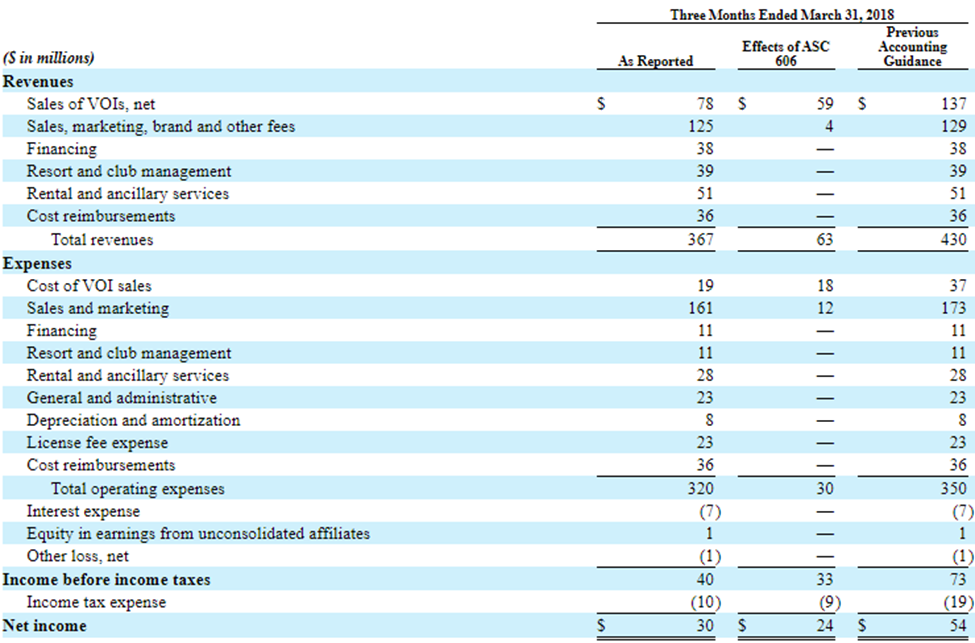 Three Months Ended March 31, 2018
($ in millions) As Reported Effects of ASC 606 Previous Accounting Guidance
Revenues
Sales of VOIs, net $ 78 $ 59 $ 137
Sales, marketing, brand and other fees 125 4 129
Financing 38 — 38
Resort and club management 39 — 39
Rental and ancillary services 51 — 51
Cost reimbursements 36 — 36
Total revenues 367 63 430
Expenses
Cost of VOI sales 19 18 37
Sales and marketing 161 12 173
Financing 11 — 11
Resort and club management 11 — 11
Rental and ancillary services 28 — 28
General and administrative 23 — 23
Depreciation and amortization 8 — 8
License fee expense 23 — 23
Cost reimbursements 36 — 36
Total operating expenses 320 30 350
Interest expense (7) — (7)
Equity in earnings from unconsolidated affiliates 1 — 1
Other loss, net (1) — (1)
Income before income taxes 40 33 73
Income tax expense (10) (9) (19)
Net income $ 30 $ 24 $ 54